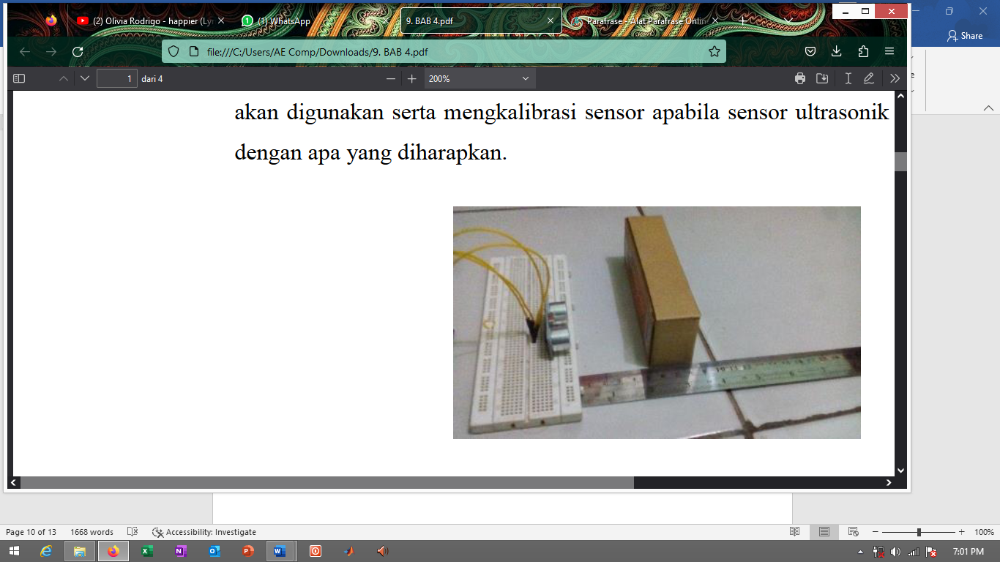 (2) Olivia Rodrigo - happier (Lyr
(1) WhatsApp
9. BAB 4.pdf
Parafrase - Alat Parafrase Onlin
Share
file:///C:/Users/AE Comp/Downloads/9. BAB 4.pdf
1 dari 4
200%
akan digunakan serta mengkalibrasi sensor apabila sensor ultrasonik
dengan apa yang diharapkan.
Page 10 of 13 1668 words Accessibility: Investigate 100%
7:01 PM